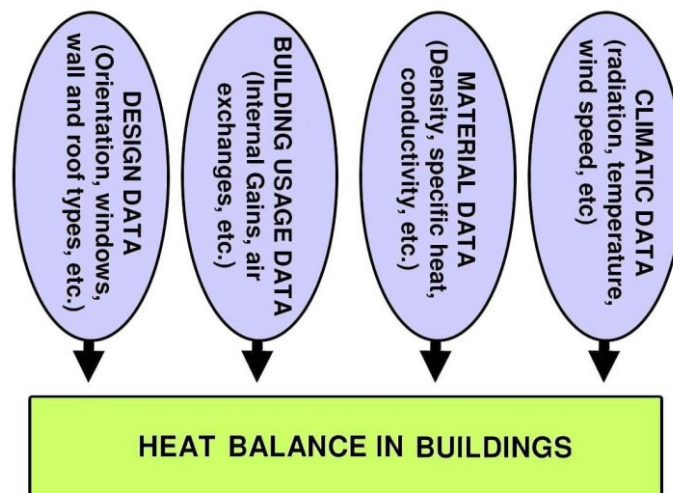 DESIGN DATA
(Orientation, windows,
wall and roof types, etc.)
BUILDING USAGE DATA
(Internal Gains, air
exchanges, etc.)
MATERIAL DATA
(Density, specific heat,
conductivity, etc.)
CLIMATIC DATA
(radiation, temperature,
wind speed, etc)
HEAT BALANCE IN BUILDINGS